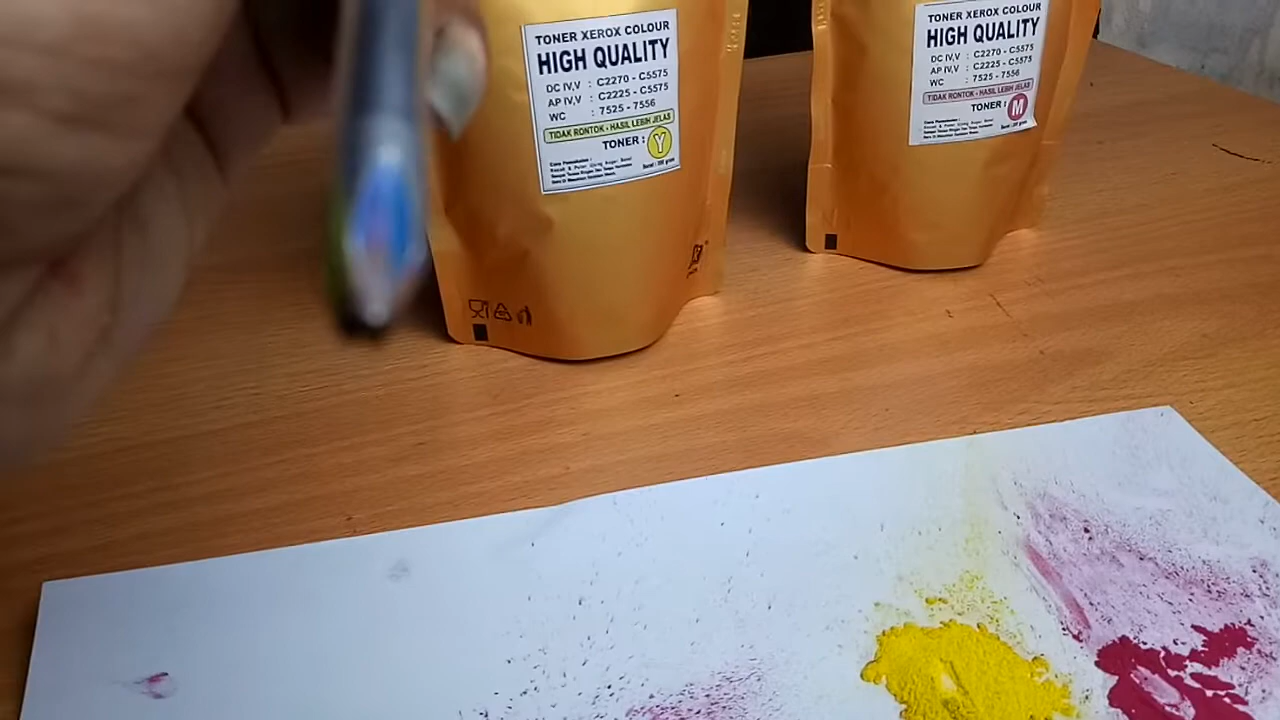 TONER XEROX COLOUR
HIGH QUALITY
DC IV,V : C2270 - C5575
AP IV,V : C2225 - C5575
WC : 7525 - 7556
TIDAK RONTOK - HASIL LEBIH JELAS
TONER : Y
Cara Pemakaian :
TONER XEROX COLOUR
HIGH QUALITY
DC IV,V : C2270 - C5575
AP IV,V : C2225 - C5575
WC : 7525 - 7556
TIDAK RONTOK - HASIL LEBIH JELAS
TONER : M